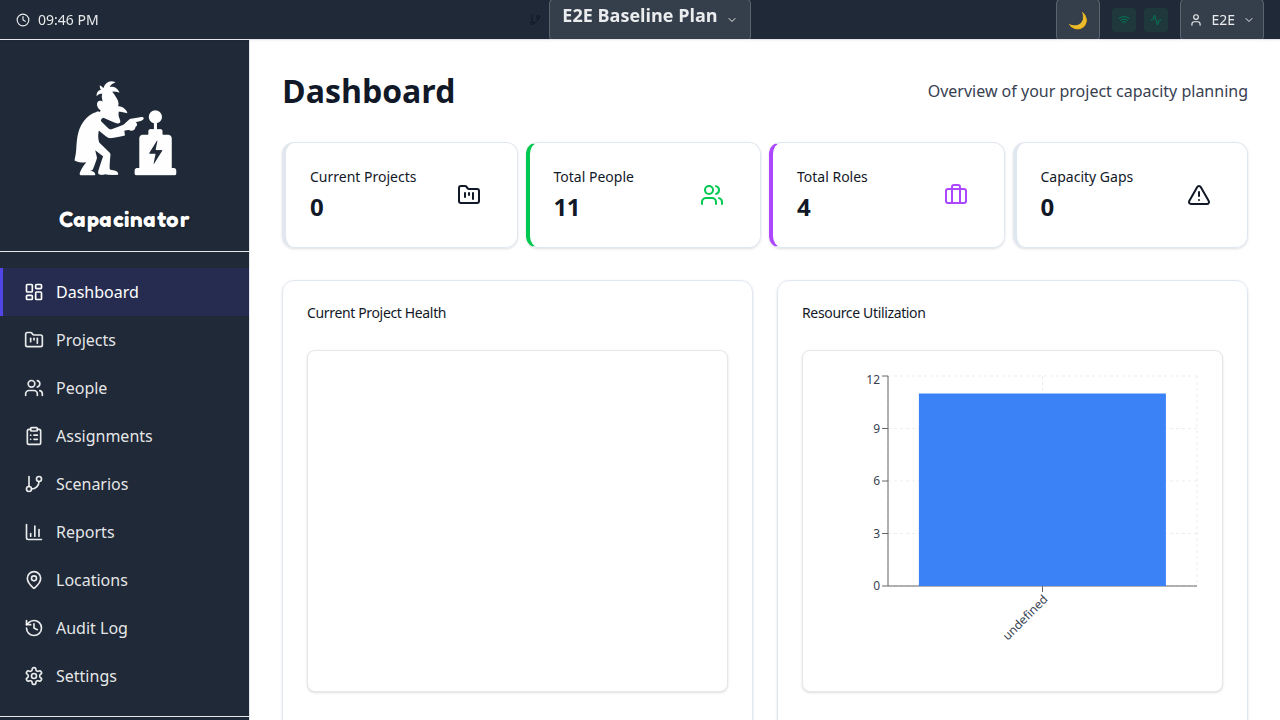 09:46 PM
E2E Baseline Plan
🌙
E2E
Capacinator
Dashboard
Projects
People
Assignments
Scenarios
Reports
Locations
Audit Log
Settings
Dashboard
Overview of your project capacity planning
Current Projects
0
Total People
11
Total Roles
4
Capacity Gaps
0
Current Project Health
Resource Utilization
12
9
6
3
0
undefined